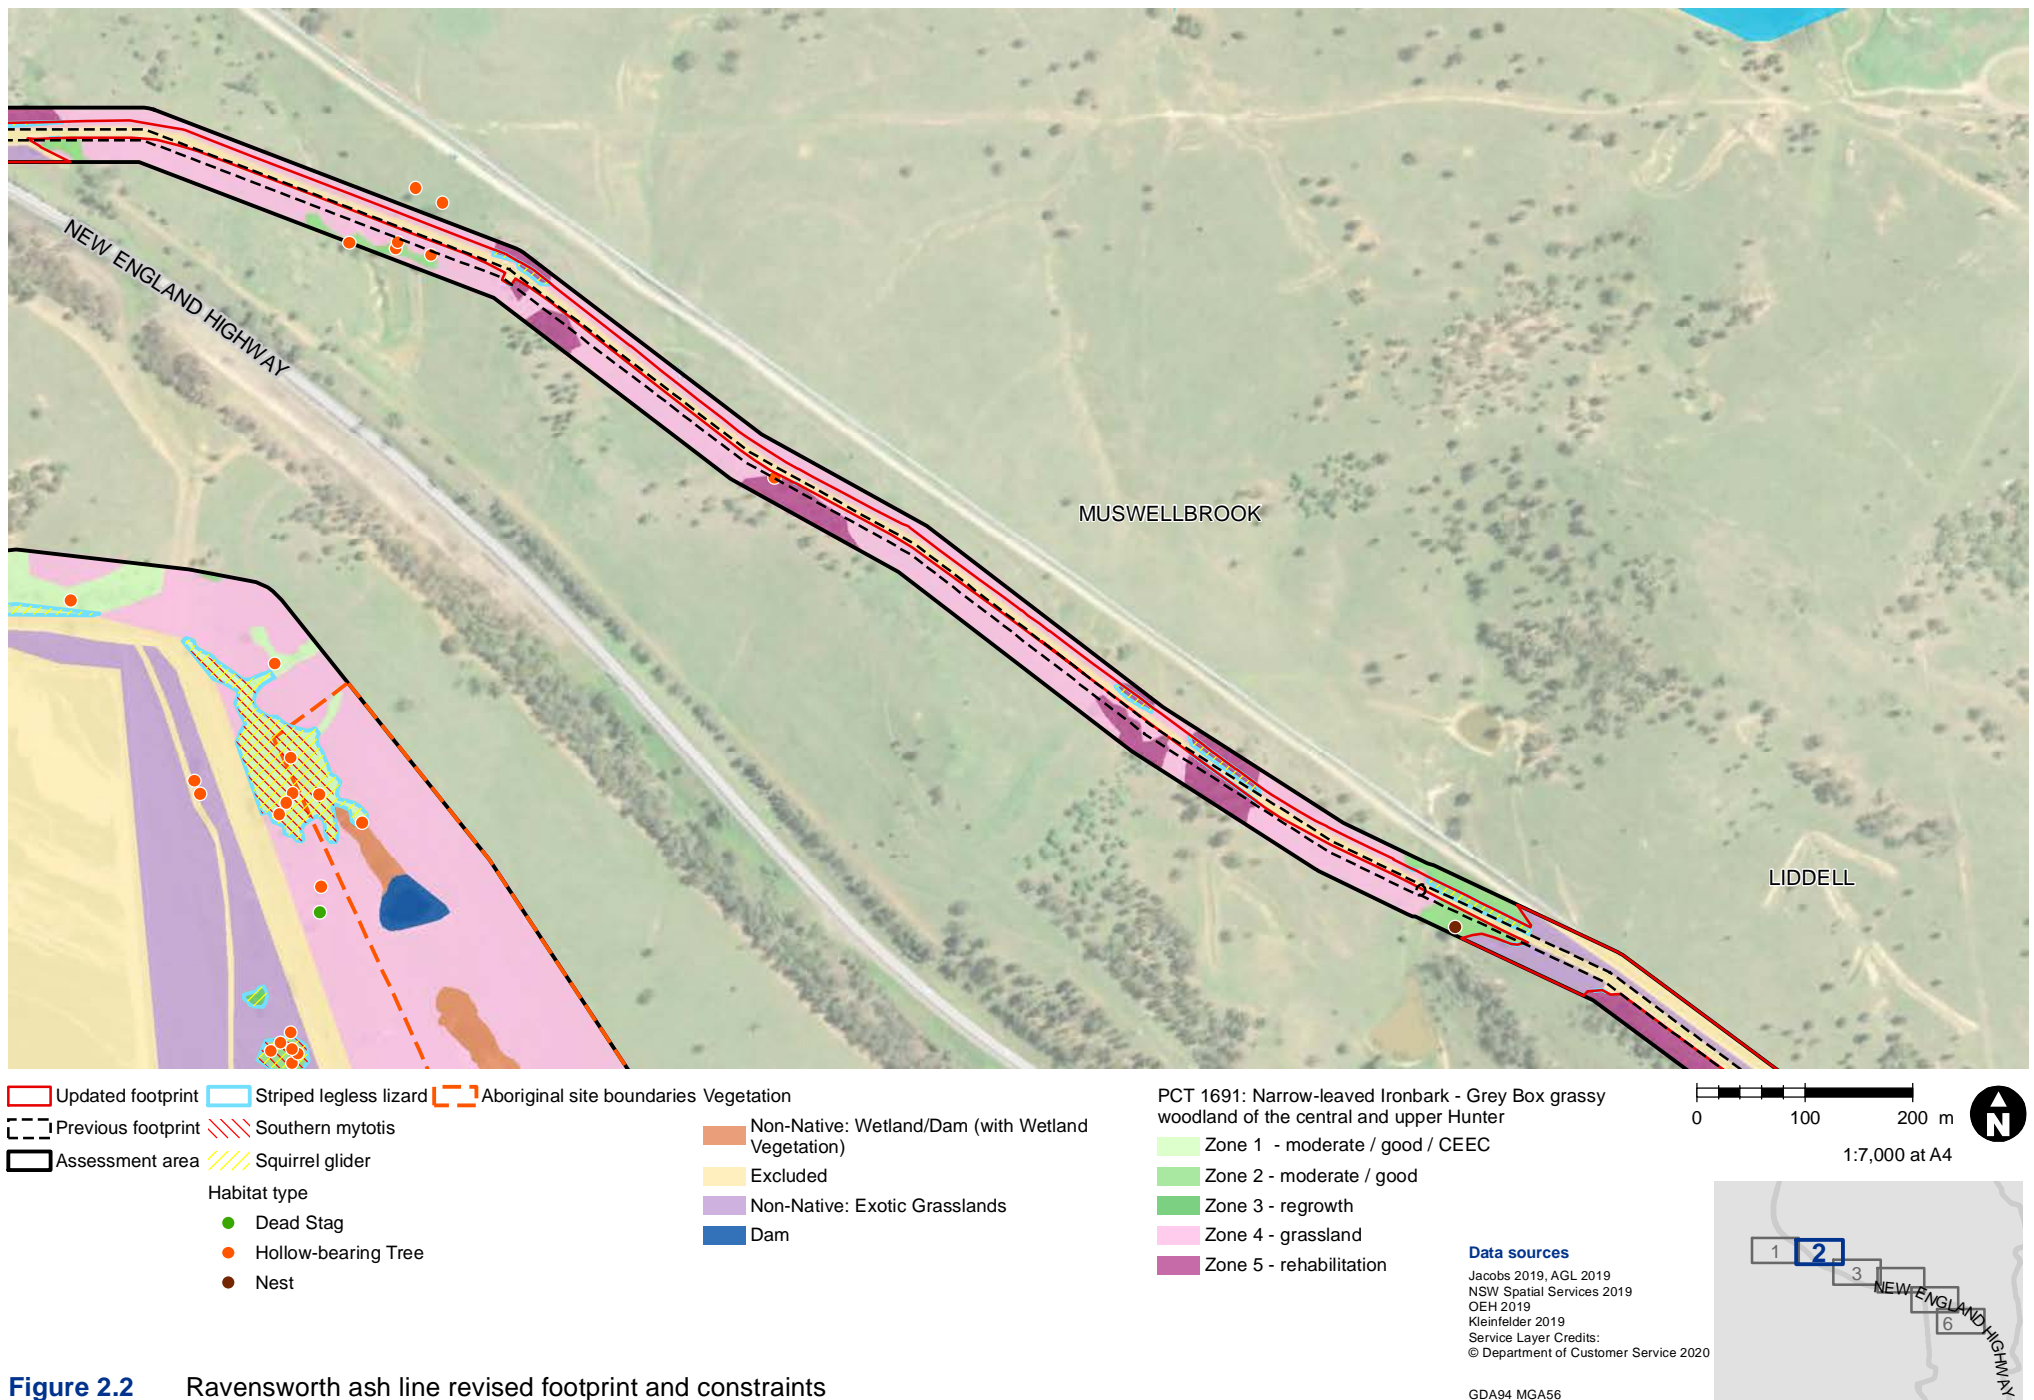 NEW ENGLAND HIGHWAY
MUSWELLBROOK
LIDDELL
Updated footprint
Previous footprint
Assessment area
Striped legless lizard
Southern mytotis
Squirrel glider
Habitat type
Dead Stag
Hollow-bearing Tree
Nest
Aboriginal site boundaries
Vegetation
Non-Native: Wetland/Dam (with Wetland
Vegetation)
Excluded
Non-Native: Exotic Grasslands
Dam
PCT 1691: Narrow-leaved Ironbark - Grey Box grassy
woodland of the central and upper Hunter
Zone 1 - moderate / good / CEEC
Zone 2 - moderate / good
Zone 3 - regrowth
Zone 4 - grassland
Zone 5 - rehabilitation
0 100 200 m
N
1:7,000 at A4
Data sources
Jacobs 2019, AGL 2019
NSW Spatial Services 2019
OEH 2019
Kleinfelder 2019
Service Layer Credits:
© Department of Customer Service 2020
GDA94 MGA56
1
2
3
6
NEW ENGLAND HIGHWAY
Figure 2.2 Ravensworth ash line revised footprint and constraints